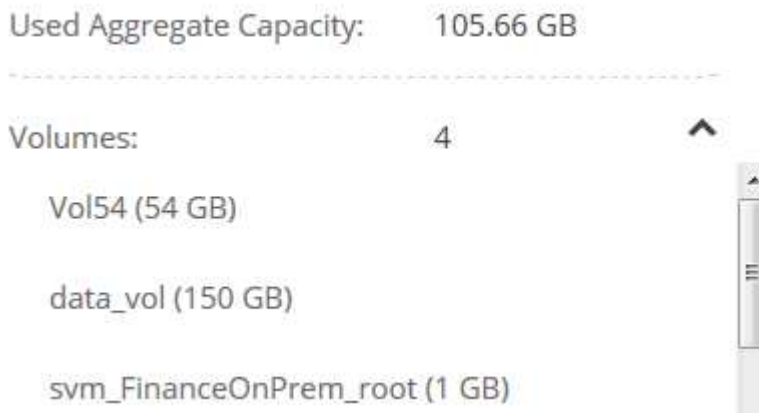 Used Aggregate Capacity: 105.66 GB
Volumes: 4
Vol54 (54 GB)
data_vol (150 GB)
svm_FinanceOnPrem_root (1 GB)